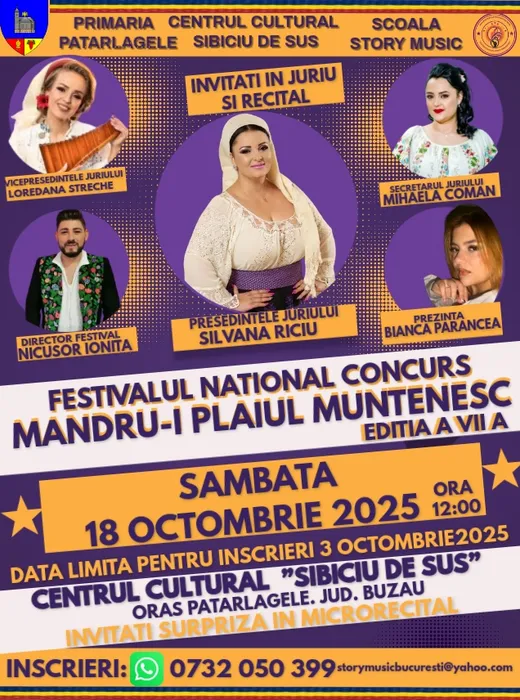 PRIMARIA
PATARLAGELE
CENTRUL CULTURAL
SIBICIU DE SUS
SCOALA
STORY MUSIC
INVITATI IN JURIU
SI RECITAL
VICEPRESEDINTELE JURIULUI
LOREDANA STRECHE
SECRETARUL JURIULUI
MIHAELA COMAN
DIRECTOR FESTIVAL
NICUSOR IONITA
PRESEDINTELE JURIULUI
SILVANA RICIU
PREZINTA
BIANCA PARANCEA
FESTIVALUL NATIONAL CONCURS
MANDRU-I PLAIUL MUNTENESC
EDITIA A VII A
SAMBATA
18 OCTOMBRIE 2025
ORA
12:00
DATA LIMITA PENTRU INSCRIERI 3 OCTOMBRIE2025
CENTRUL CULTURAL "SIBICIU DE SUS"
ORAS PATARLAGELE. JUD. BUZAU
INVITATI SURPRIZA IN MICRORECITAL
INSCRIERI: 0732 050 399 storymusicbucuresti@yahoo.com